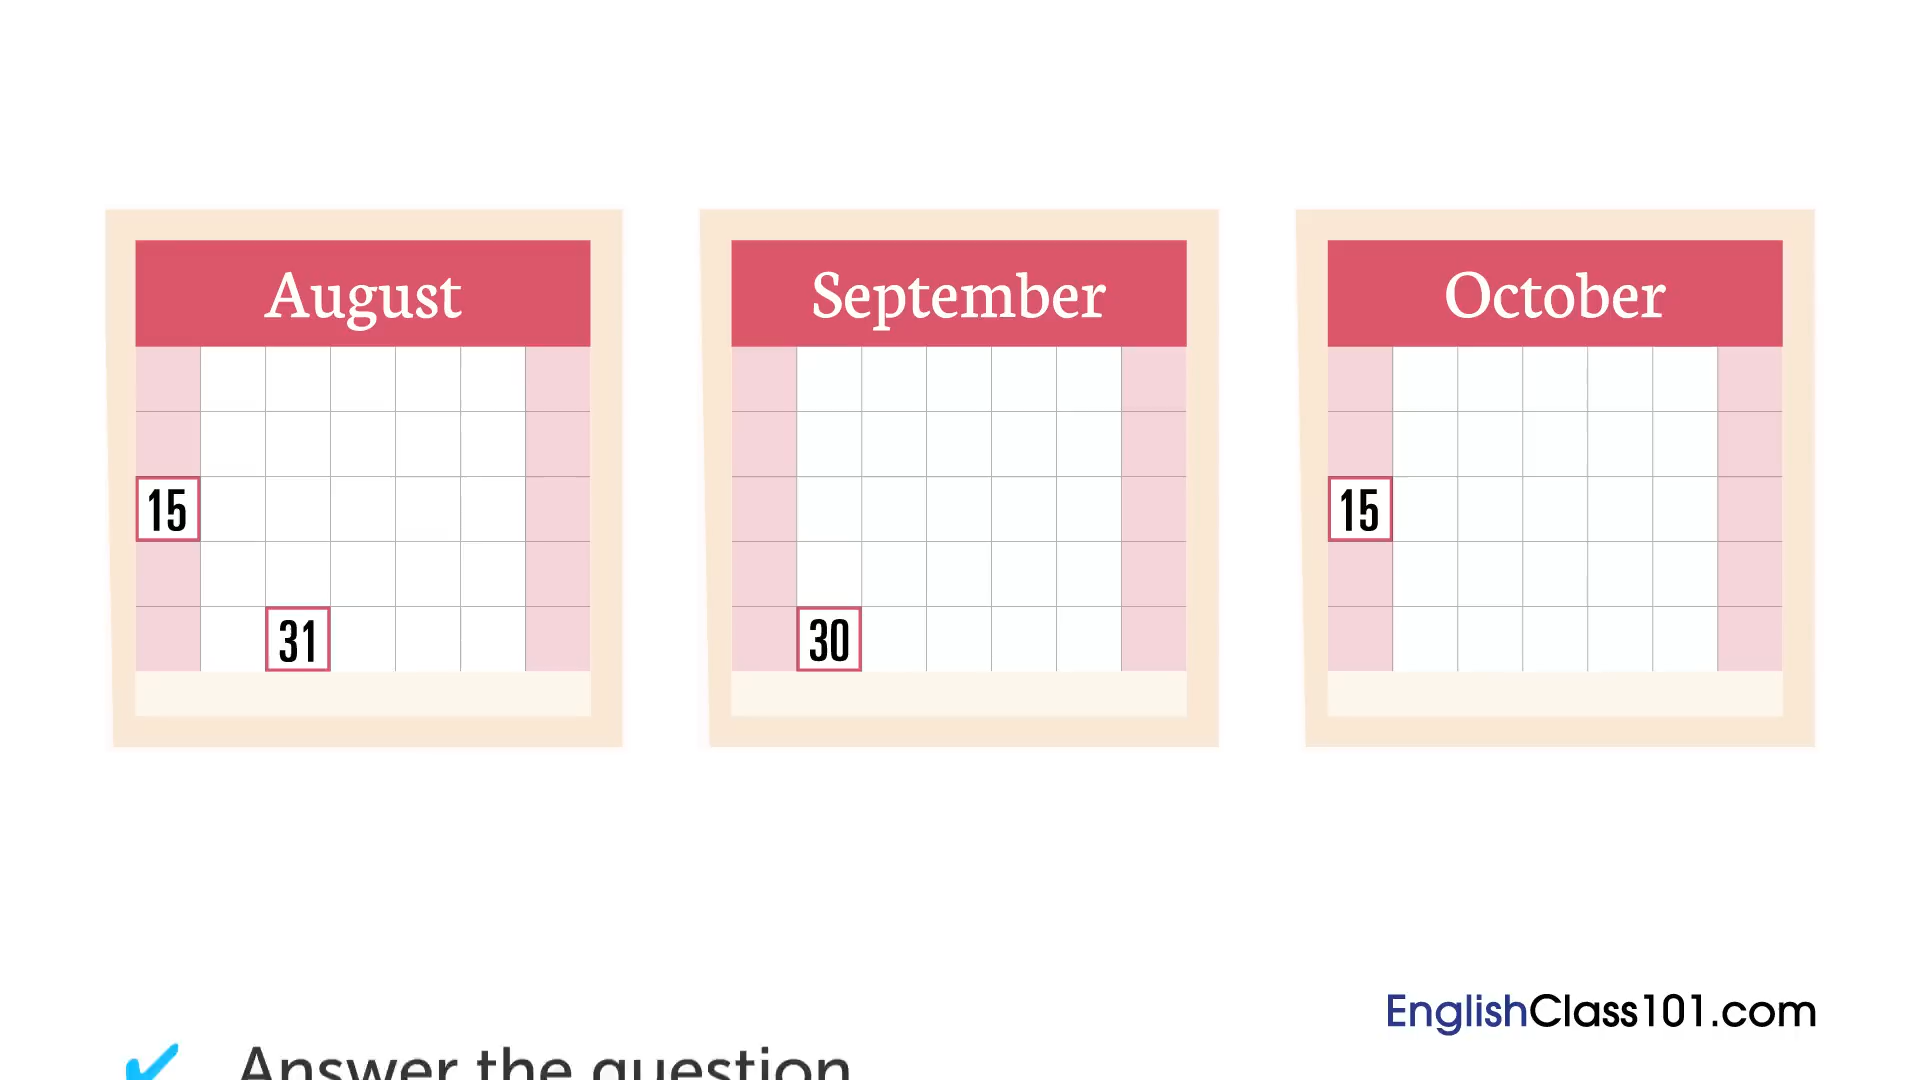 August
September
October
15
15
31
30
EnglishClass101.com
✔ Answer the question